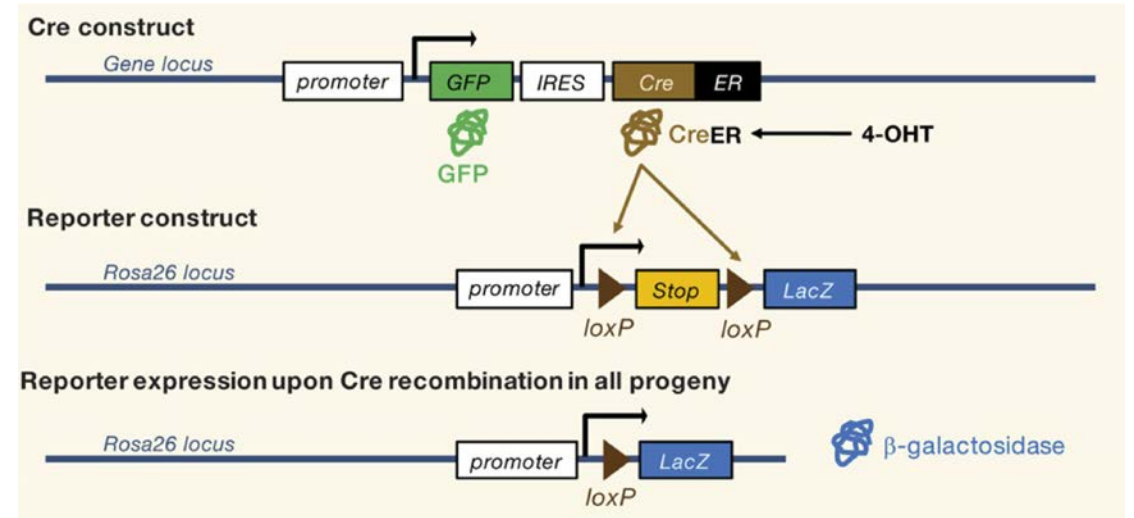 Cre construct
Gene locus
promoter GFP IRES Cre ER
CreER 4-OHT
GFP
Reporter construct
Rosa26 locus
promoter Stop LacZ
loxP loxP
Reporter expression upon Cre recombination in all progeny
Rosa26 locus
β-galactosidase
promoter LacZ
loxP